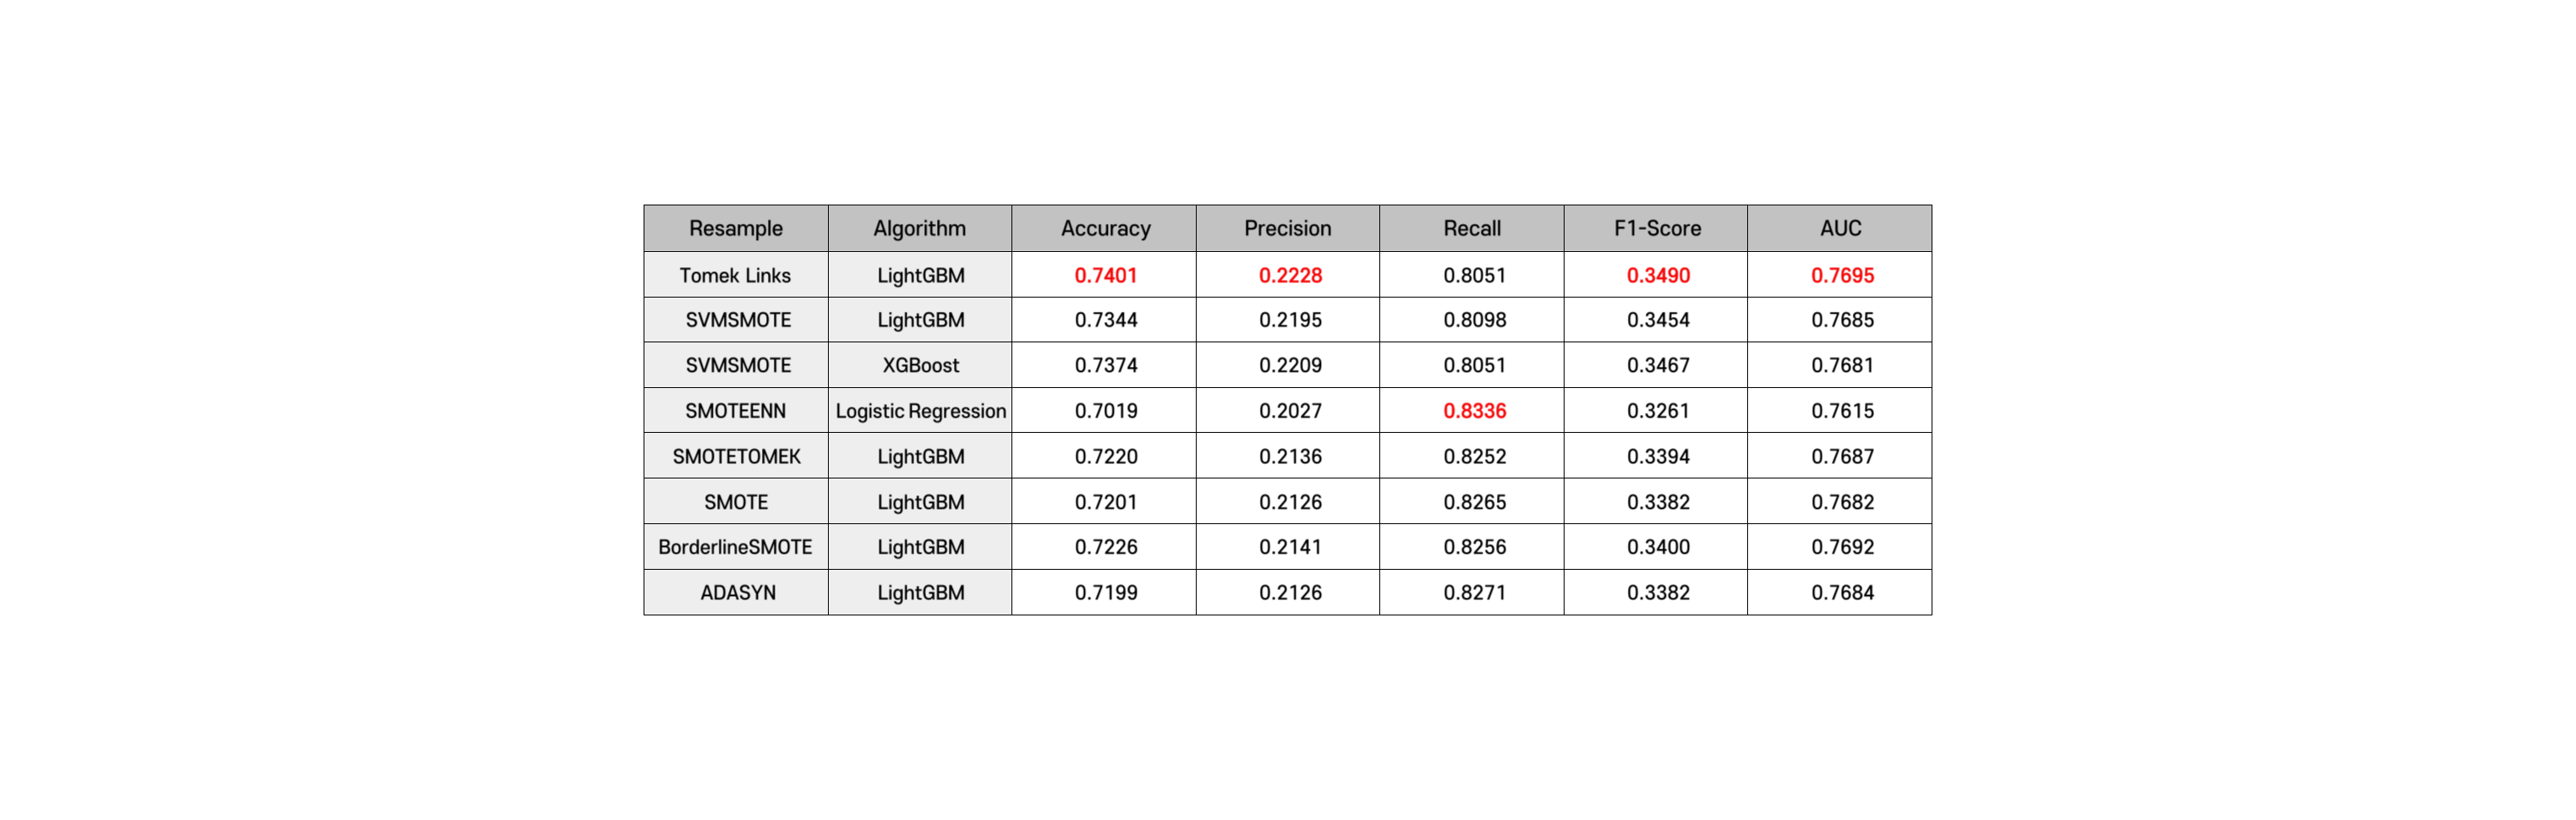 Resample Algorithm Accuracy Precision Recall F1-Score AUC
Tomek Links LightGBM 0.7401 0.2228 0.8051 0.3490 0.7695
SVMSMOTE LightGBM 0.7344 0.2195 0.8098 0.3454 0.7685
SVMSMOTE XGBoost 0.7374 0.2209 0.8051 0.3467 0.7681
SMOTEENN Logistic Regression 0.7019 0.2027 0.8336 0.3261 0.7615
SMOTETOMEK LightGBM 0.7220 0.2136 0.8252 0.3394 0.7687
SMOTE LightGBM 0.7201 0.2126 0.8265 0.3382 0.7682
BorderlineSMOTE LightGBM 0.7226 0.2141 0.8256 0.3400 0.7692
ADASYN LightGBM 0.7199 0.2126 0.8271 0.3382 0.7684